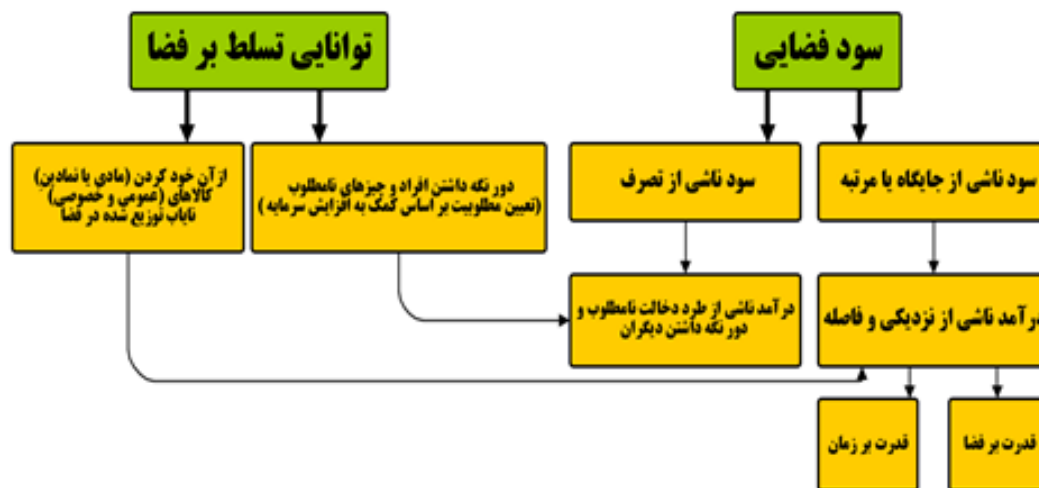 سود فضایی
توانایی تسلط بر فضا
سود ناشی از جایگاه یا مرتبه
سود ناشی از تصرف
دور نگه داشتن افراد و چیزهای نامطلوب
(تعیین مطلوبیت بر اساس کمک به افزایش سرمایه )
ازآن خود کردن (مادی یا نمادین)
کالاهای (عمومی و خصوصی)
نایاب توزیع شده در فضا
درآمد ناشی از نزدیکی و فاصله
درآمد ناشی از طرد دخالت نامطلوب و
دور نگه داشتن دیگران
قدرت بر فضا
قدرت بر زمان